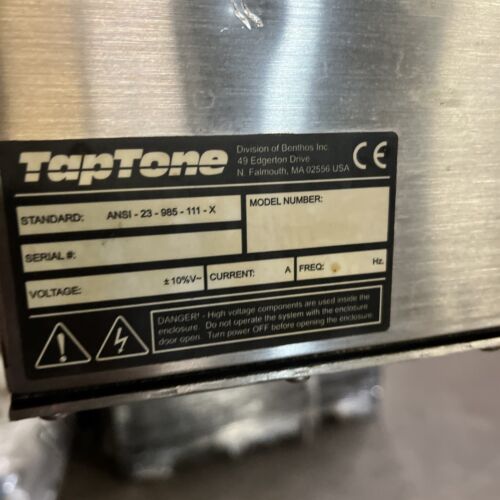 TapTone
Division of Benthos Inc.
49 Edgerton Drive
N. Falmouth, MA 02556 USA
CE
STANDARD: ANSI - 23 - 985 - 111 - X
MODEL NUMBER:
SERIAL #:
VOLTAGE: ±10%V~
CURRENT: A
FREQ: Hz.
DANGER! - High voltage components are used inside the
enclosure. Do not operate the system with the enclosure
door open. Turn power OFF before opening the enclosure.